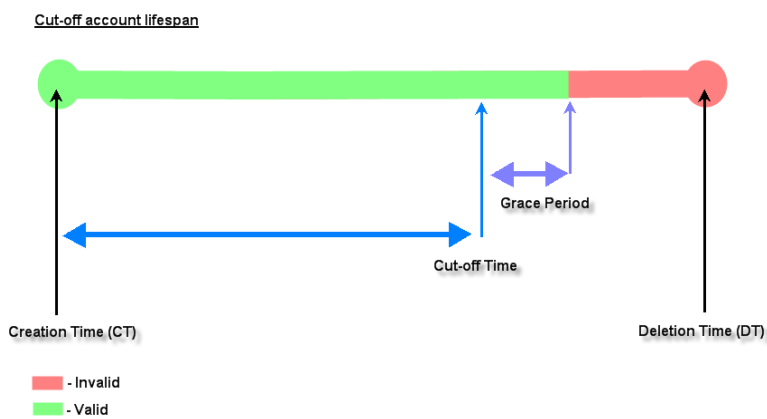 Cut-off account lifespan
Grace Period
Cut-off Time
Creation Time (CT)
Deletion Time (DT)
- Invalid
- Valid